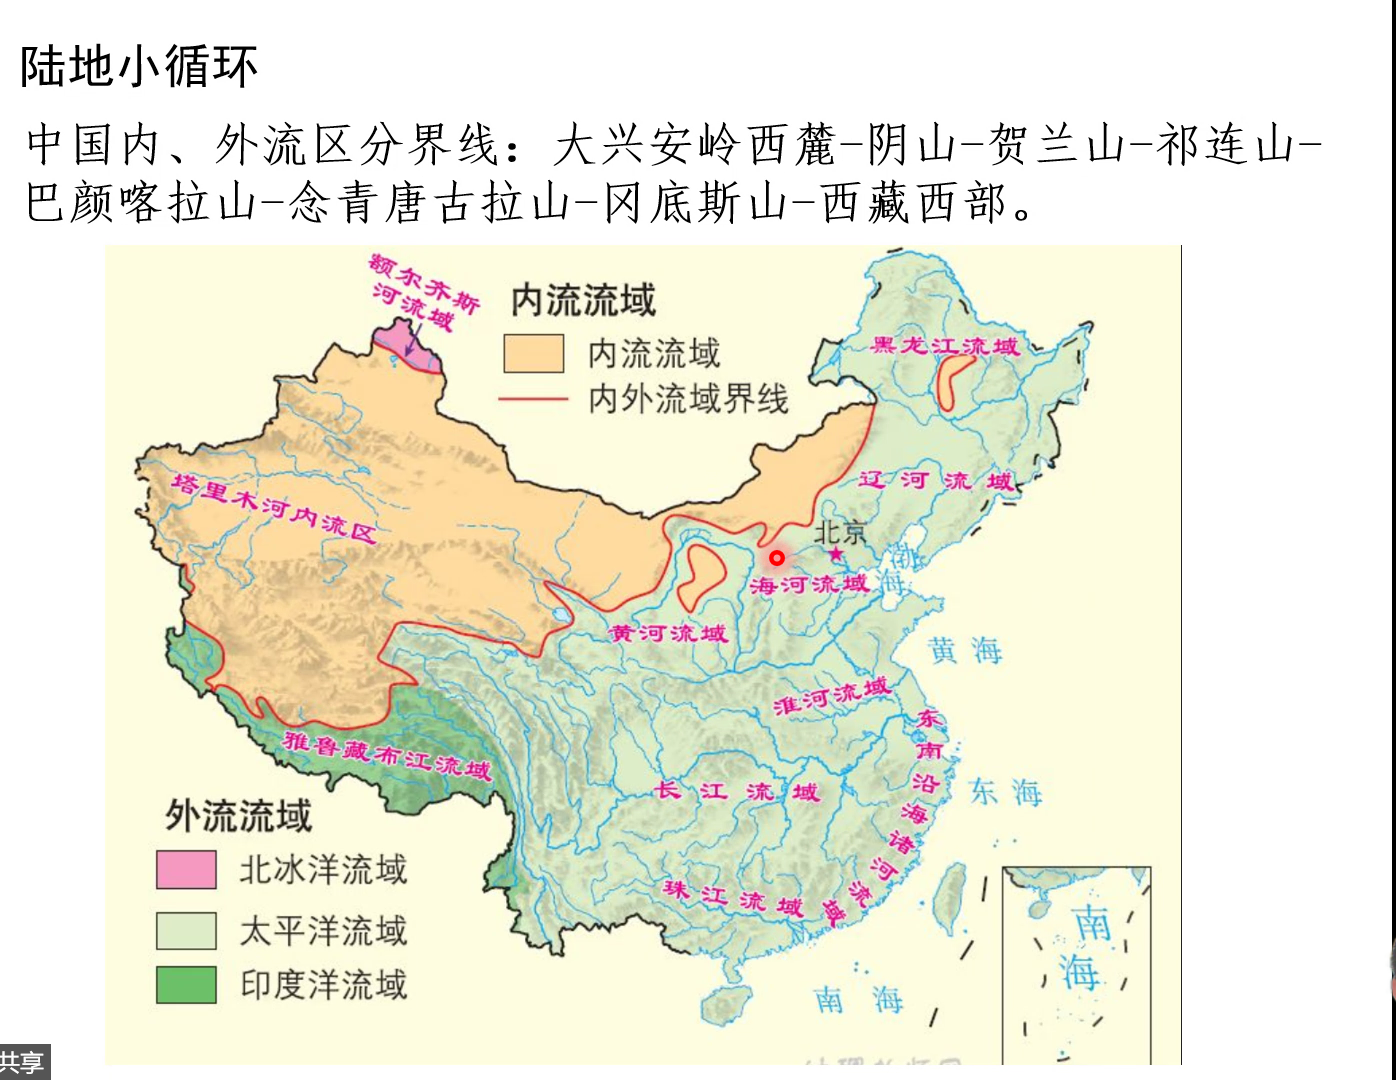 陆地小循环
中国内、外流区分界线：大兴安岭西麓-阴山-贺兰山-祁连山-
巴颜喀拉山-念青唐古拉山-冈底斯山-西藏西部。
额尔齐斯
河流域
内流流域
内流流域
内外流域界线
黑龙江流域
塔里木河内流区
辽河流域
北京
渤
海
海河流域
黄河流域
黄海
淮河流域
雅鲁藏布江流域
东南沿海诸河流域
长江流域
东海
外流流域
北冰洋流域
太平洋流域
印度洋流域
珠江流域
南海
南
海
共享